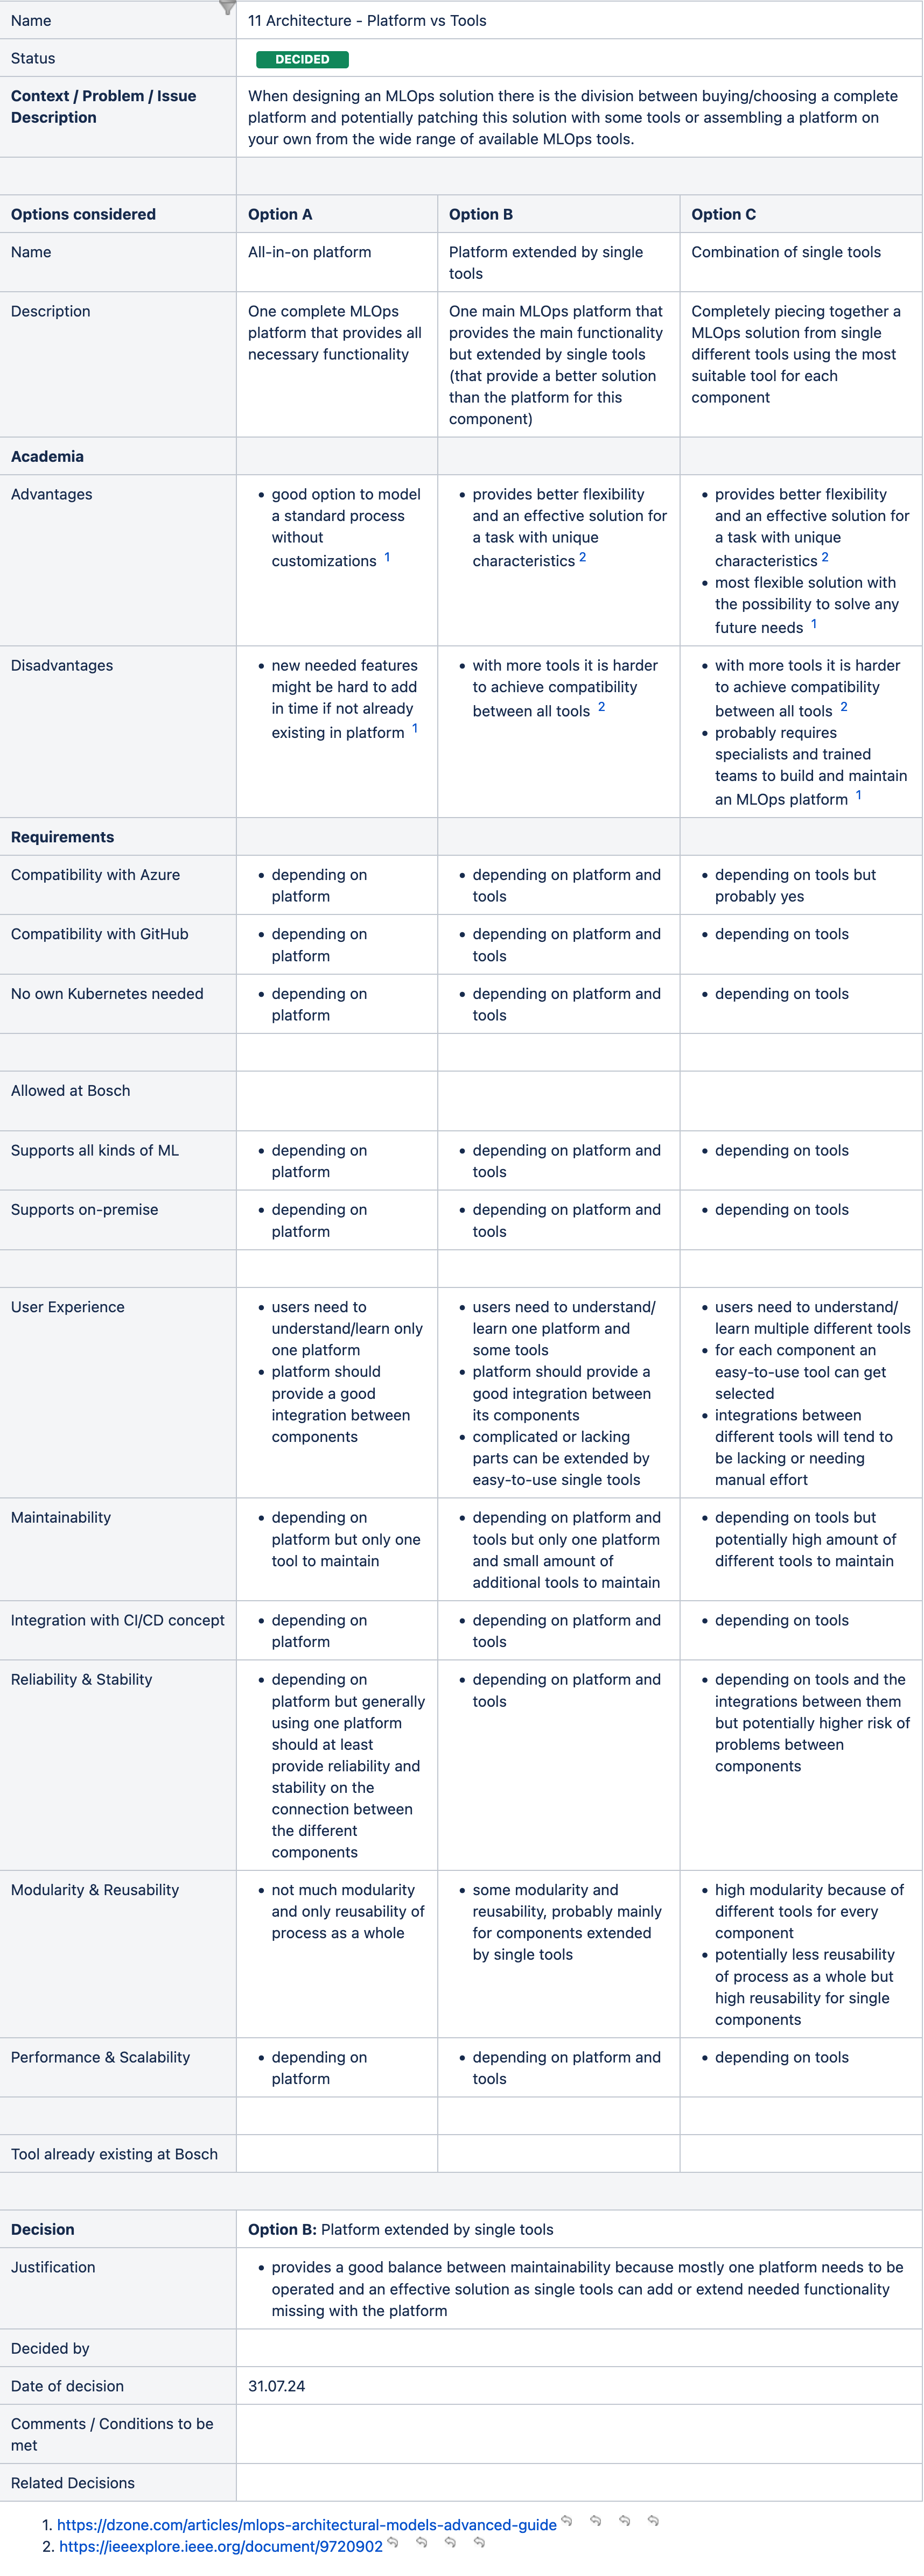 Name
11 Architecture - Platform vs Tools
Status
DECIDED
Context / Problem / Issue
Description
When designing an MLOps solution there is the division between buying/choosing a complete
platform and potentially patching this solution with some tools or assembling a platform on
your own from the wide range of available MLOps tools.
Options considered
Option A
Option B
Option C
Name
All-in-on platform
Platform extended by single
tools
Combination of single tools
Description
One complete MLOps
platform that provides all
necessary functionality
One main MLOps platform that
provides the main functionality
but extended by single tools
(that provide a better solution
than the platform for this
component)
Completely piecing together a
MLOps solution from single
different tools using the most
suitable tool for each
component
Academia
Advantages
• good option to model
a standard process
without
customizations 1
• provides better flexibility
and an effective solution for
a task with unique
characteristics 2
• provides better flexibility
and an effective solution for
a task with unique
characteristics 2
• most flexible solution with
the possibility to solve any
future needs 1
Disadvantages
• new needed features
might be hard to add
in time if not already
existing in platform 1
• with more tools it is harder
to achieve compatibility
between all tools 2
• with more tools it is harder
to achieve compatibility
between all tools 2
• probably requires
specialists and trained
teams to build and maintain
an MLOps platform 1
Requirements
Compatibility with Azure
• depending on
platform
• depending on platform and
tools
• depending on tools but
probably yes
Compatibility with GitHub
• depending on
platform
• depending on platform and
tools
• depending on tools
No own Kubernetes needed
• depending on
platform
• depending on platform and
tools
• depending on tools
Allowed at Bosch
Supports all kinds of ML
• depending on
platform
• depending on platform and
tools
• depending on tools
Supports on-premise
• depending on
platform
• depending on platform and
tools
• depending on tools
User Experience
• users need to
understand/learn only
one platform
• platform should
provide a good
integration between
components
• users need to understand/
learn one platform and
some tools
• platform should provide a
good integration between
its components
• complicated or lacking
parts can be extended by
easy-to-use single tools
• users need to understand/
learn multiple different tools
• for each component an
easy-to-use tool can get
selected
• integrations between
different tools will tend to
be lacking or needing
manual effort
Maintainability
• depending on
platform but only one
tool to maintain
• depending on platform and
tools but only one platform
and small amount of
additional tools to maintain
• depending on tools but
potentially high amount of
different tools to maintain
Integration with CI/CD concept
• depending on
platform
• depending on platform and
tools
• depending on tools
Reliability & Stability
• depending on
platform but generally
using one platform
should at least
provide reliability and
stability on the
connection between
the different
components
• depending on platform and
tools
• depending on tools and the
integrations between them
but potentially higher risk of
problems between
components
Modularity & Reusability
• not much modularity
and only reusability of
process as a whole
• some modularity and
reusability, probably mainly
for components extended
by single tools
• high modularity because of
different tools for every
component
• potentially less reusability
of process as a whole but
high reusability for single
components
Performance & Scalability
• depending on
platform
• depending on platform and
tools
• depending on tools
Tool already existing at Bosch
Decision
Option B: Platform extended by single tools
Justification
• provides a good balance between maintainability because mostly one platform needs to be
operated and an effective solution as single tools can add or extend needed functionality
missing with the platform
Decided by
Date of decision
31.07.24
Comments / Conditions to be
met
Related Decisions
1. https://dzone.com/articles/mlops-architectural-models-advanced-guide
2. https://ieeexplore.ieee.org/document/9720902